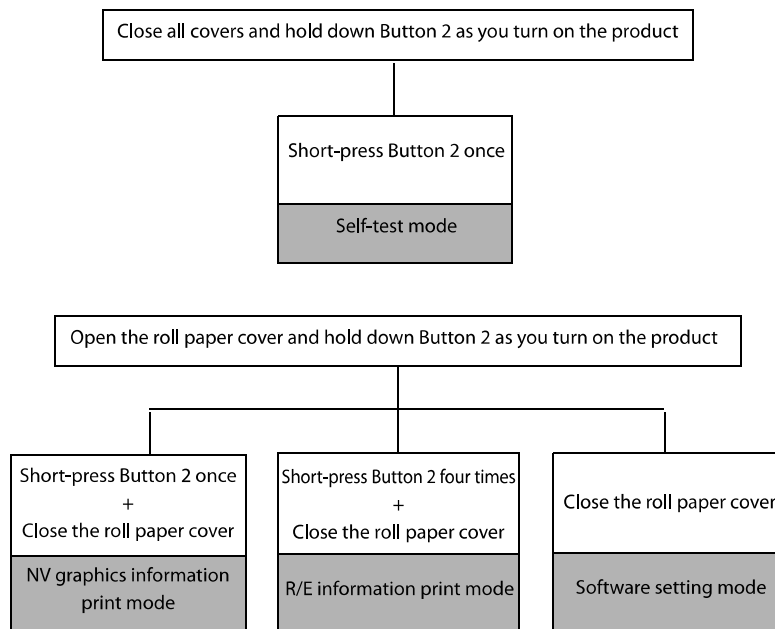 Close all covers and hold down Button 2 as you turn on the product
Short-press Button 2 once
Self-test mode
Open the roll paper cover and hold down Button 2 as you turn on the product
Short-press Button 2 once
+
Close the roll paper cover
NV graphics information
print mode
Short-press Button 2 four times
+
Close the roll paper cover
R/E information print mode
Close the roll paper cover
Software setting mode